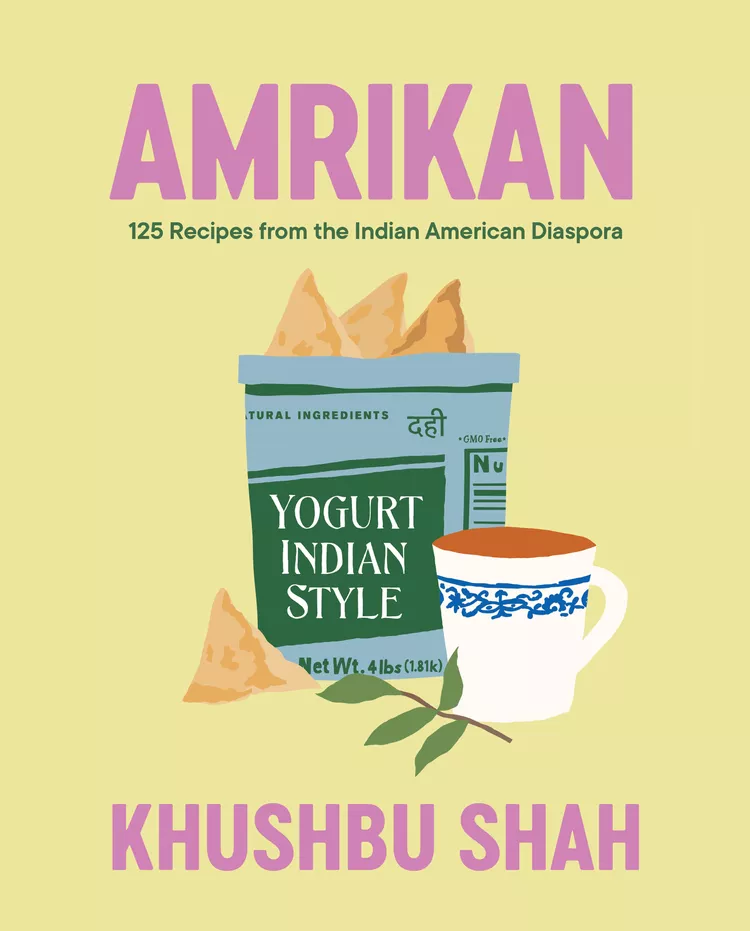 AMRIKAN
125 Recipes from the Indian American Diaspora
TURAL INGREDIENTS
दही
• GMO Free •
Nu
YOGURT
INDIAN
STYLE
Net Wt. 4 lbs (1.81k)
KHUSHBU SHAH